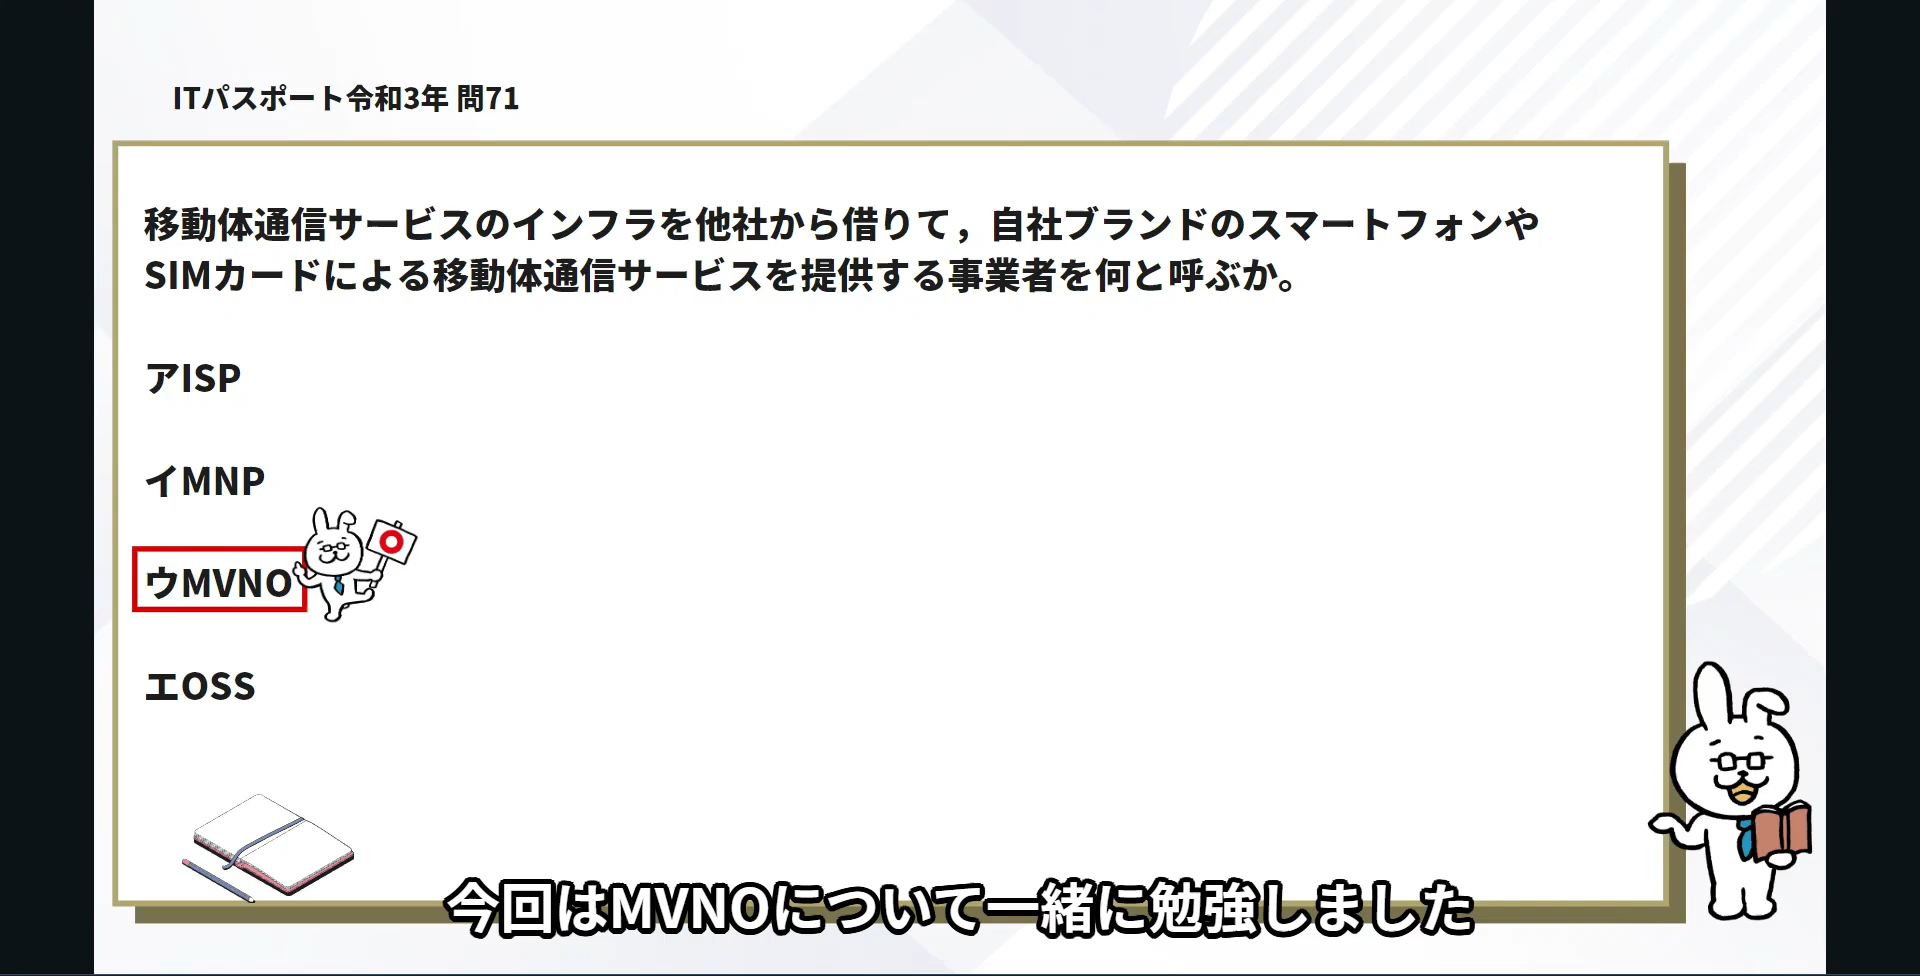 ITパスポート令和3年 問71
移動体通信サービスのインフラを他社から借りて，自社ブランドのスマートフォンや
SIMカードによる移動体通信サービスを提供する事業者を何と呼ぶか。
アISP
イMNP
ウMVNO
エOSS
今回はMVNOについて一緒に勉強しました